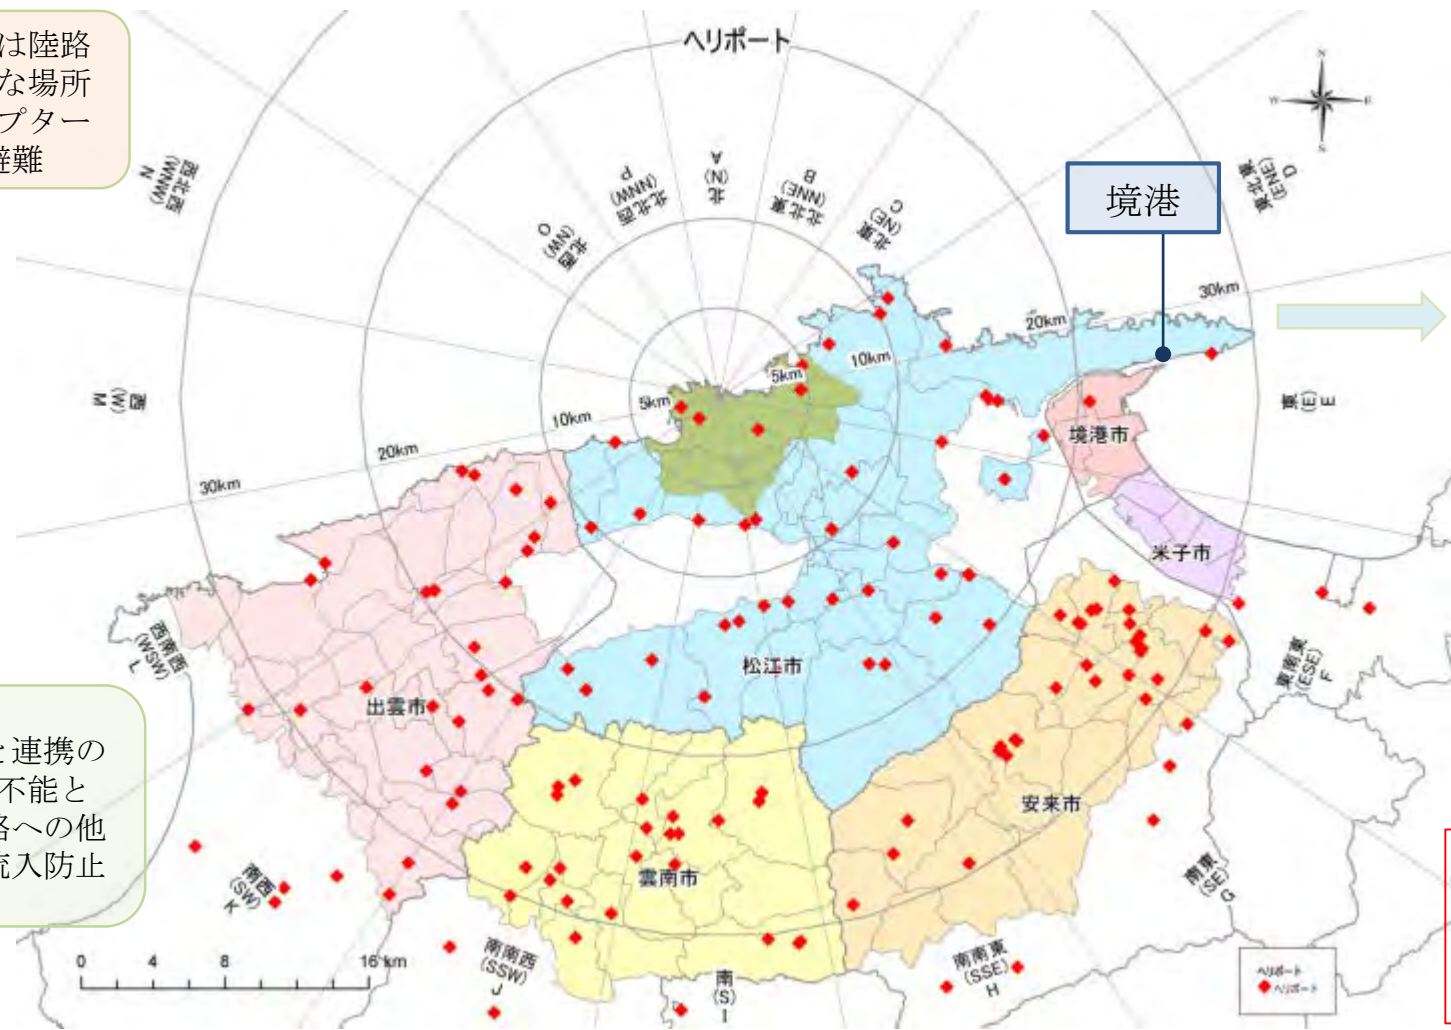 は陸路
な場所
プター
避難
ヘリポート
N
W
E
S
境港
西北西
(WNW)
N
北西
(NW)
O
北北西
(NNW)
P
北
(N)
A
北北東
(NNE)
B
北東
(NE)
C
東北東
(ENE)
D
西
(W)
M
東
(E)
E
30km
20km
10km
5km
5km
10km
20km
30km
境港市
米子市
西南西
(WSW)
L
東南東
(ESE)
F
松江市
出雲市
安来市
雲南市
と連携の
不能と
路への他
流入防止
南西
(SW)
K
南東
(SE)
G
南南西
(SSW)
J
南
(S)
I
南南東
(SSE)
H
0 4 8 16 km
ヘリポート
ヘリポート